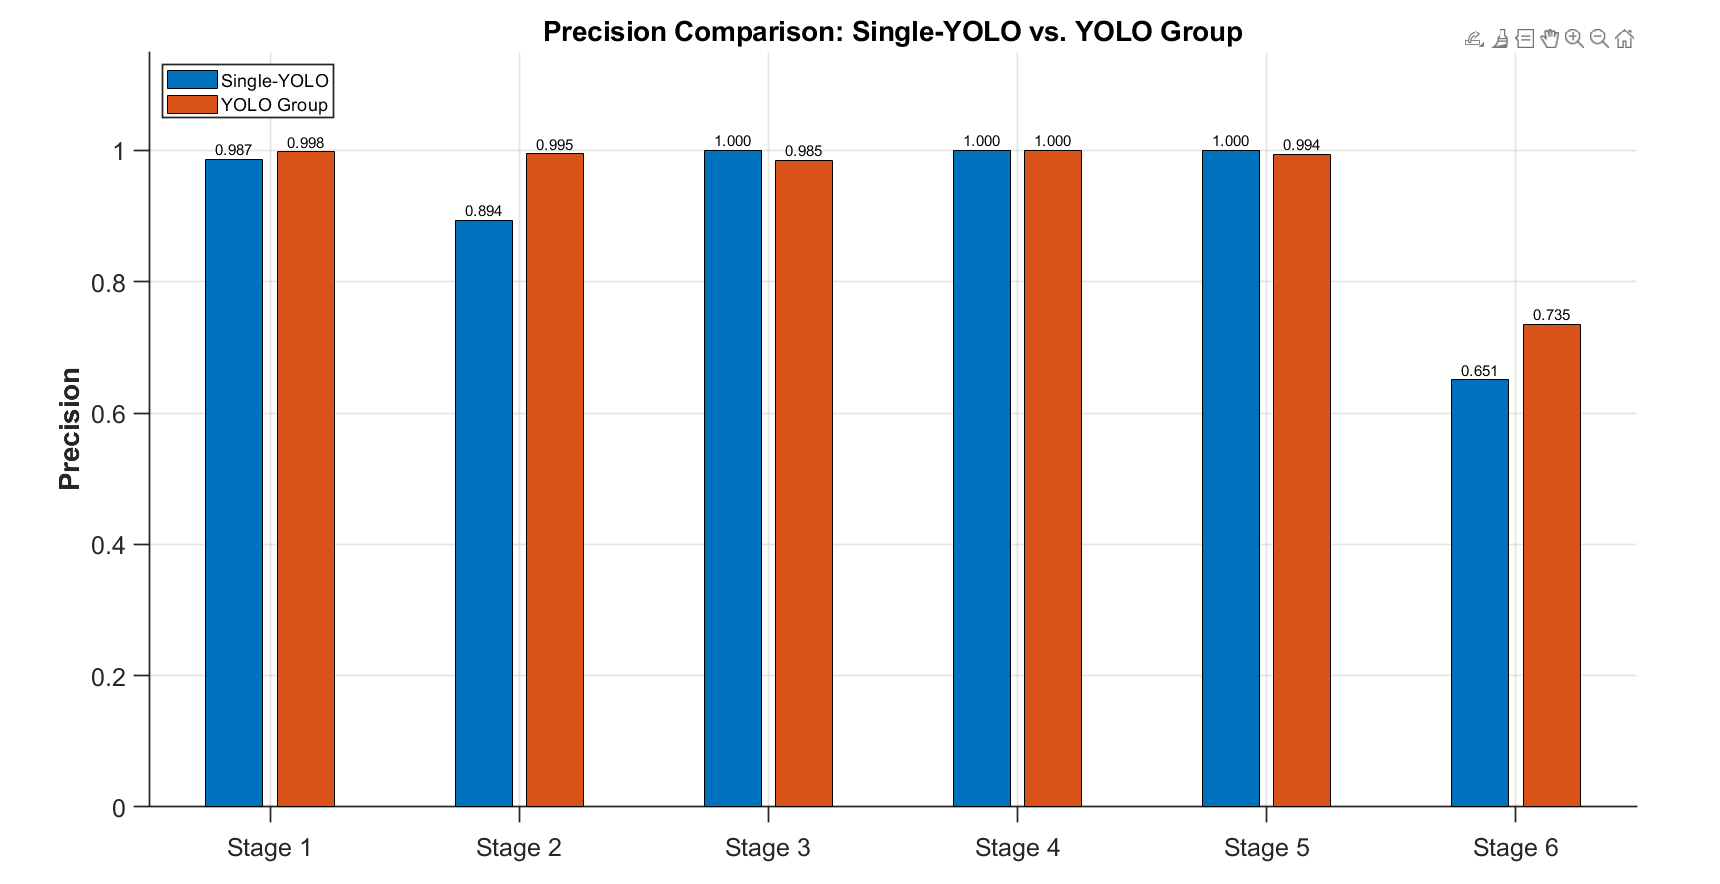 Precision Comparison: Single-YOLO vs. YOLO Group
Single-YOLO
YOLO Group
0.987
0.998
0.894
0.995
1.000
0.985
1.000
1.000
1.000
0.994
0.651
0.735
1
0.8
0.6
0.4
0.2
0
Precision
Stage 1
Stage 2
Stage 3
Stage 4
Stage 5
Stage 6